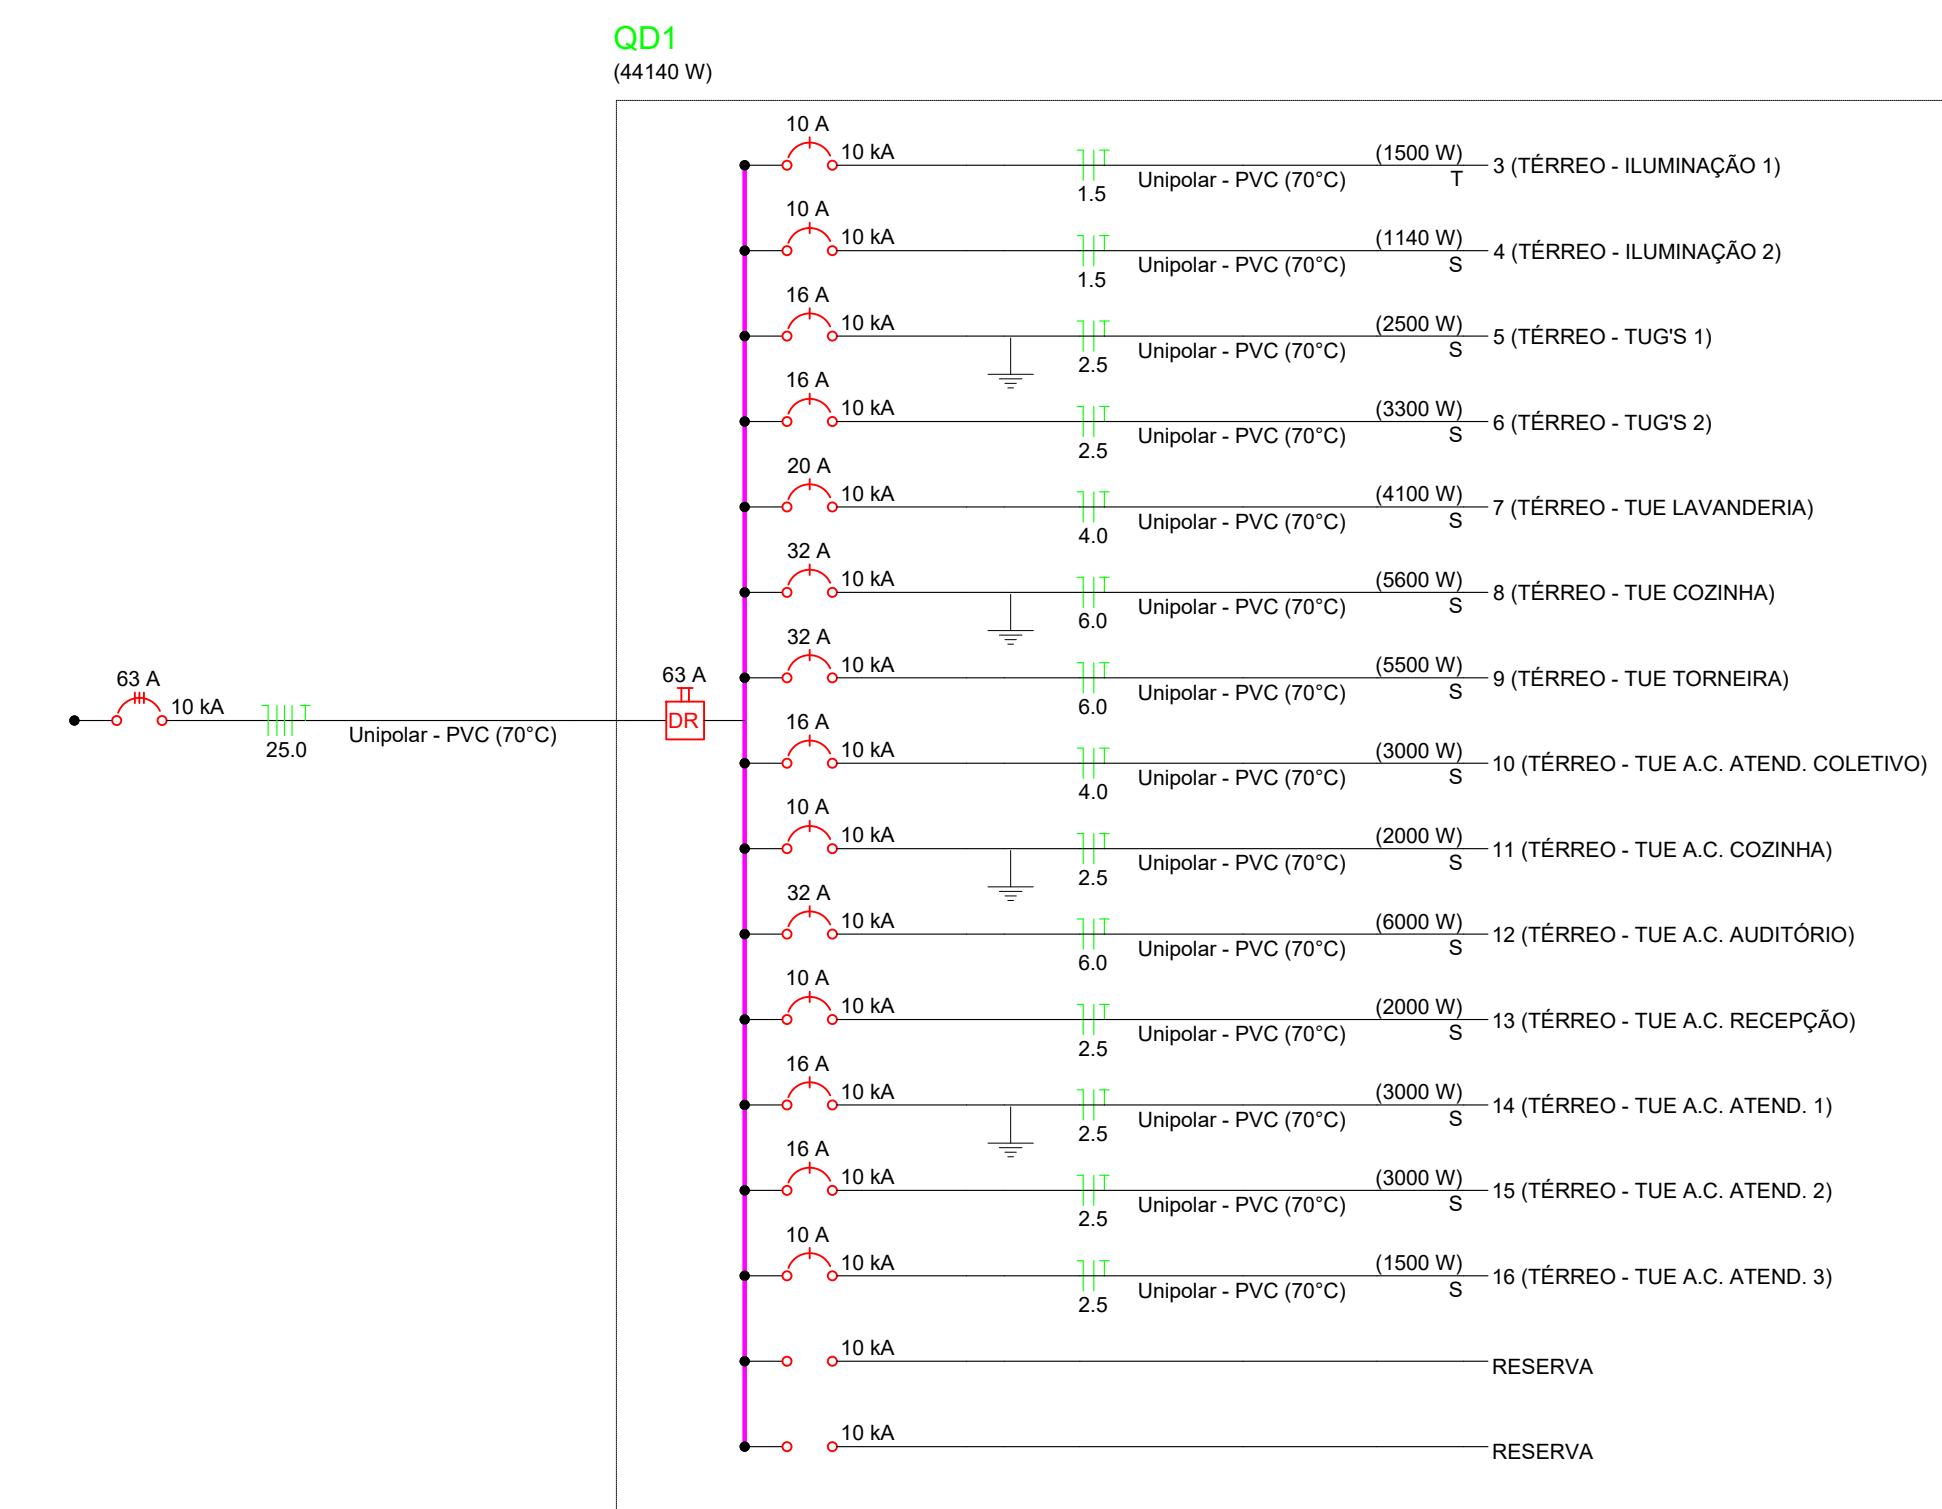 QD1
(44140 W)
10 A
10 kA
1.5
Unipolar - PVC (70°C)
(1500 W)
T
3 (TÉRREO - ILUMINAÇÃO 1)
10 A
10 kA
1.5
Unipolar - PVC (70°C)
(1140 W)
S
4 (TÉRREO - ILUMINAÇÃO 2)
16 A
10 kA
2.5
Unipolar - PVC (70°C)
(2500 W)
S
5 (TÉRREO - TUG'S 1)
16 A
10 kA
2.5
Unipolar - PVC (70°C)
(3300 W)
S
6 (TÉRREO - TUG'S 2)
20 A
10 kA
4.0
Unipolar - PVC (70°C)
(4100 W)
S
7 (TÉRREO - TUE LAVANDERIA)
32 A
10 kA
6.0
Unipolar - PVC (70°C)
(5600 W)
S
8 (TÉRREO - TUE COZINHA)
32 A
10 kA
6.0
Unipolar - PVC (70°C)
(5500 W)
S
9 (TÉRREO - TUE TORNEIRA)
63 A
10 kA
25.0
Unipolar - PVC (70°C)
63 A
DR
16 A
10 kA
4.0
Unipolar - PVC (70°C)
(3000 W)
S
10 (TÉRREO - TUE A.C. ATEND. COLETIVO)
10 A
10 kA
2.5
Unipolar - PVC (70°C)
(2000 W)
S
11 (TÉRREO - TUE A.C. COZINHA)
32 A
10 kA
6.0
Unipolar - PVC (70°C)
(6000 W)
S
12 (TÉRREO - TUE A.C. AUDITÓRIO)
10 A
10 kA
2.5
Unipolar - PVC (70°C)
(2000 W)
S
13 (TÉRREO - TUE A.C. RECEPÇÃO)
16 A
10 kA
2.5
Unipolar - PVC (70°C)
(3000 W)
S
14 (TÉRREO - TUE A.C. ATEND. 1)
16 A
10 kA
2.5
Unipolar - PVC (70°C)
(3000 W)
S
15 (TÉRREO - TUE A.C. ATEND. 2)
10 A
10 kA
2.5
Unipolar - PVC (70°C)
(1500 W)
S
16 (TÉRREO - TUE A.C. ATEND. 3)
10 kA
RESERVA
10 kA
RESERVA